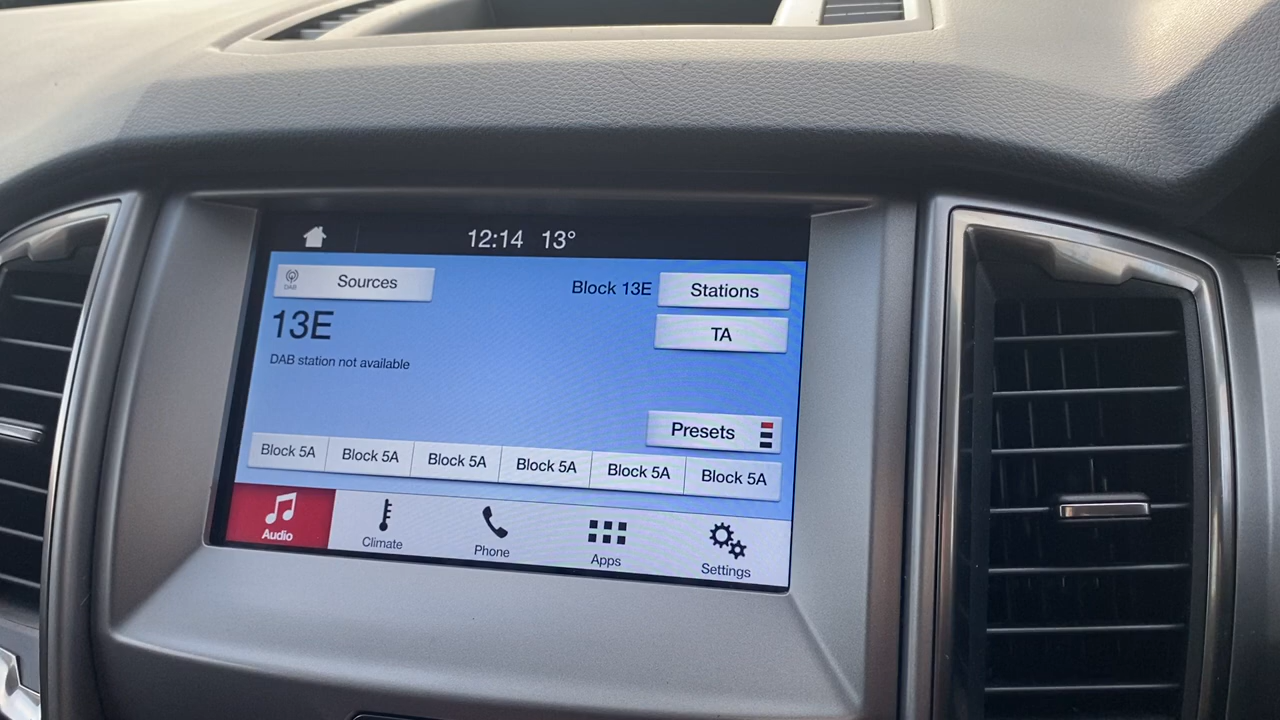 12:14 13°
DAB
Sources
Block 13E
Stations
13E
TA
DAB station not available
Presets
Block 5A Block 5A Block 5A Block 5A Block 5A Block 5A
Audio Climate Phone Apps Settings